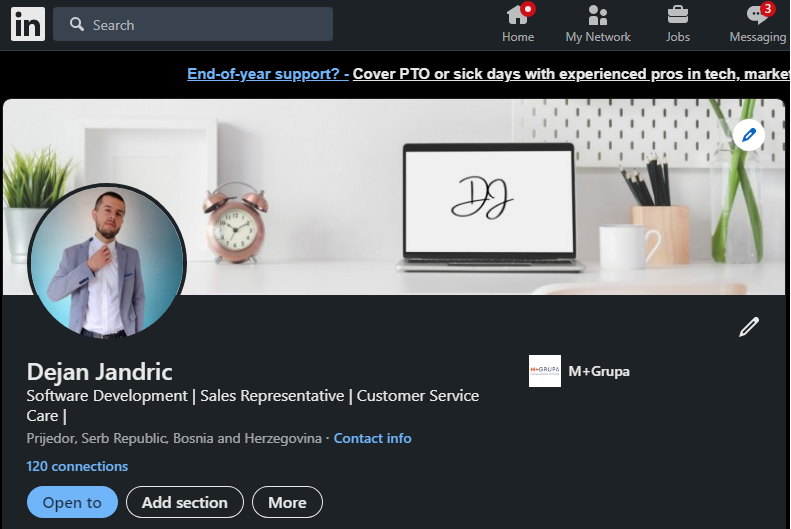 in
Search
Home
My Network
Jobs
3
Messaging
End-of-year support? - Cover PTO or sick days with experienced pros in tech, marke
DJ
Dejan Jandric
M+GRUPA
M+Grupa
Software Development | Sales Representative | Customer Service
Care |
Prijedor, Serb Republic, Bosnia and Herzegovina · Contact info
120 connections
Open to
Add section
More